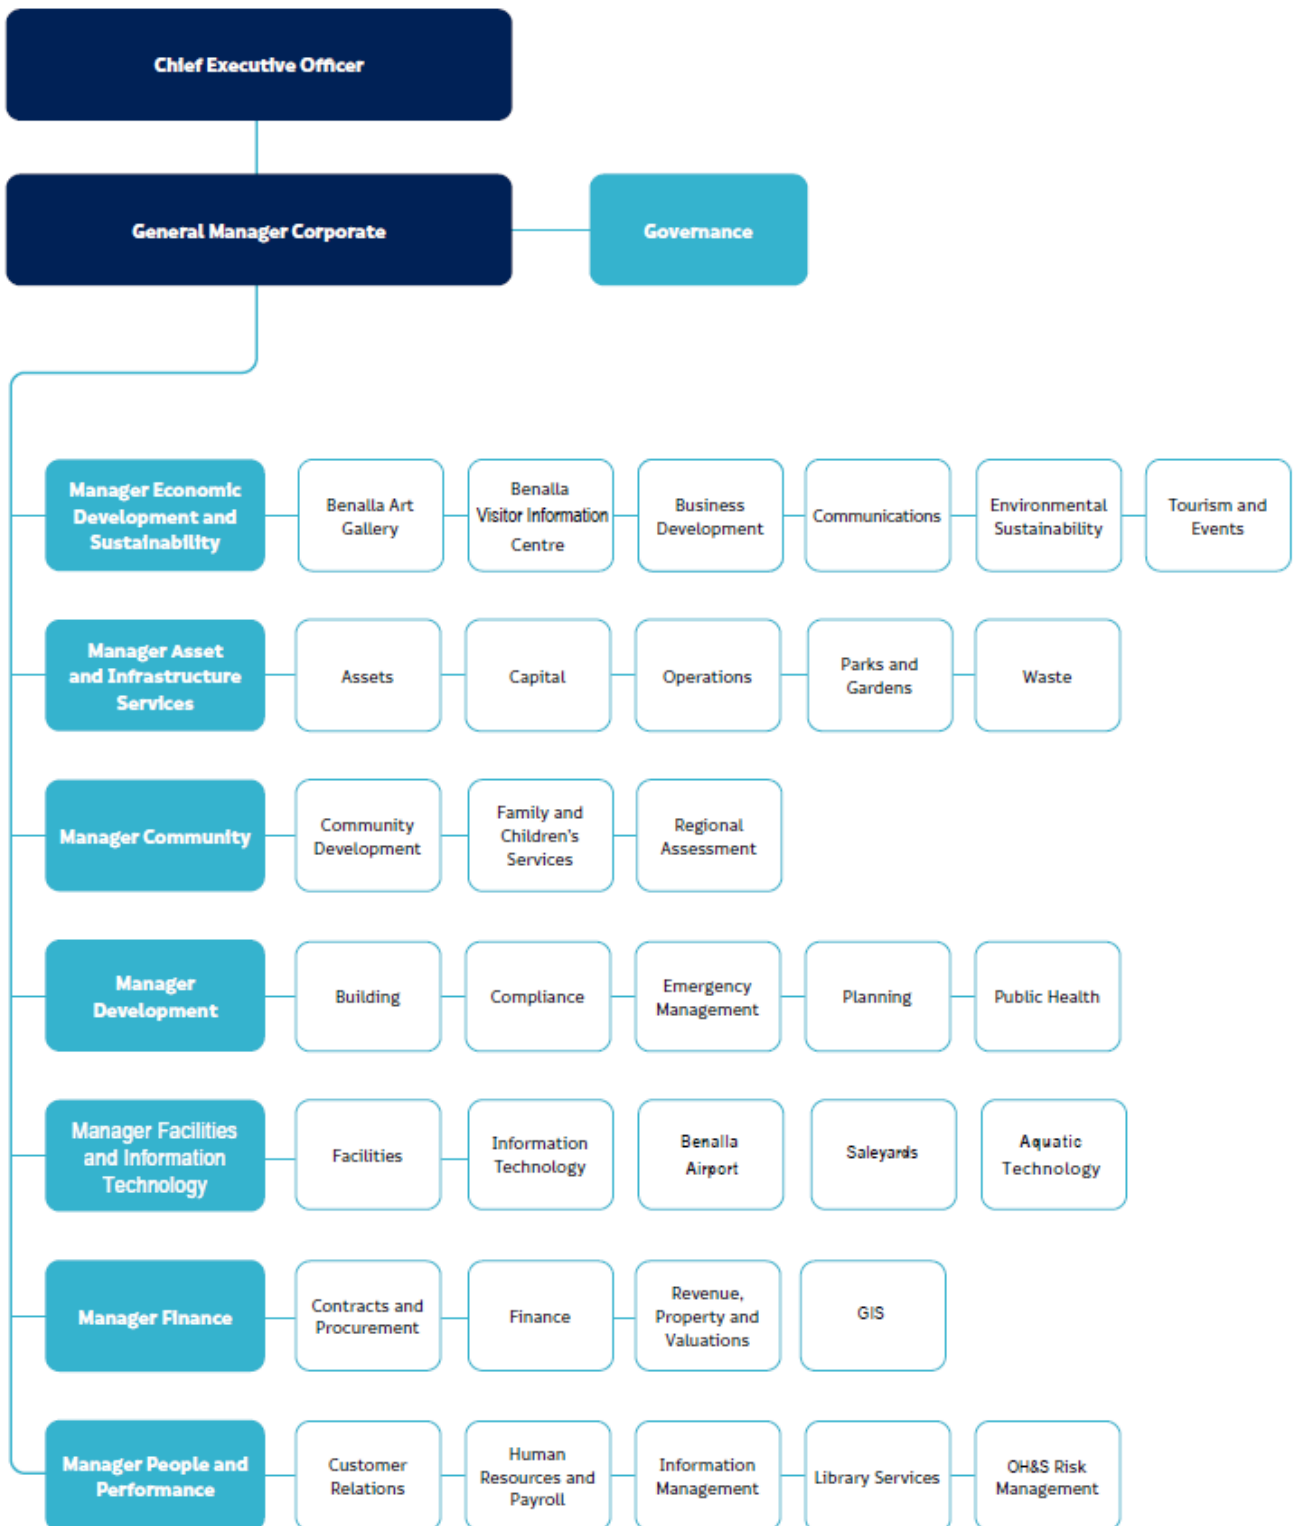 Chief Executive Officer
General Manager Corporate
Governance
Manager Economic
Development and
Sustainability
Benalla Art
Gallery
Benalla
Visitor Information
Centre
Business
Development
Communications
Environmental
Sustainability
Tourism and
Events
Manager Asset
and Infrastructure
Services
Assets
Capital
Operations
Parks and
Gardens
Waste
Manager Community
Community
Development
Family and
Children's
Services
Regional
Assessment
Manager
Development
Building
Compliance
Emergency
Management
Planning
Public Health
Manager Facilities
and Information
Technology
Facilities
Information
Technology
Benalla
Airport
Saleyards
Aquatic
Technology
Manager Finance
Contracts and
Procurement
Finance
Revenue,
Property and
Valuations
GIS
Manager People and
Performance
Customer
Relations
Human
Resources and
Payroll
Information
Management
Library Services
OH&S Risk
Management